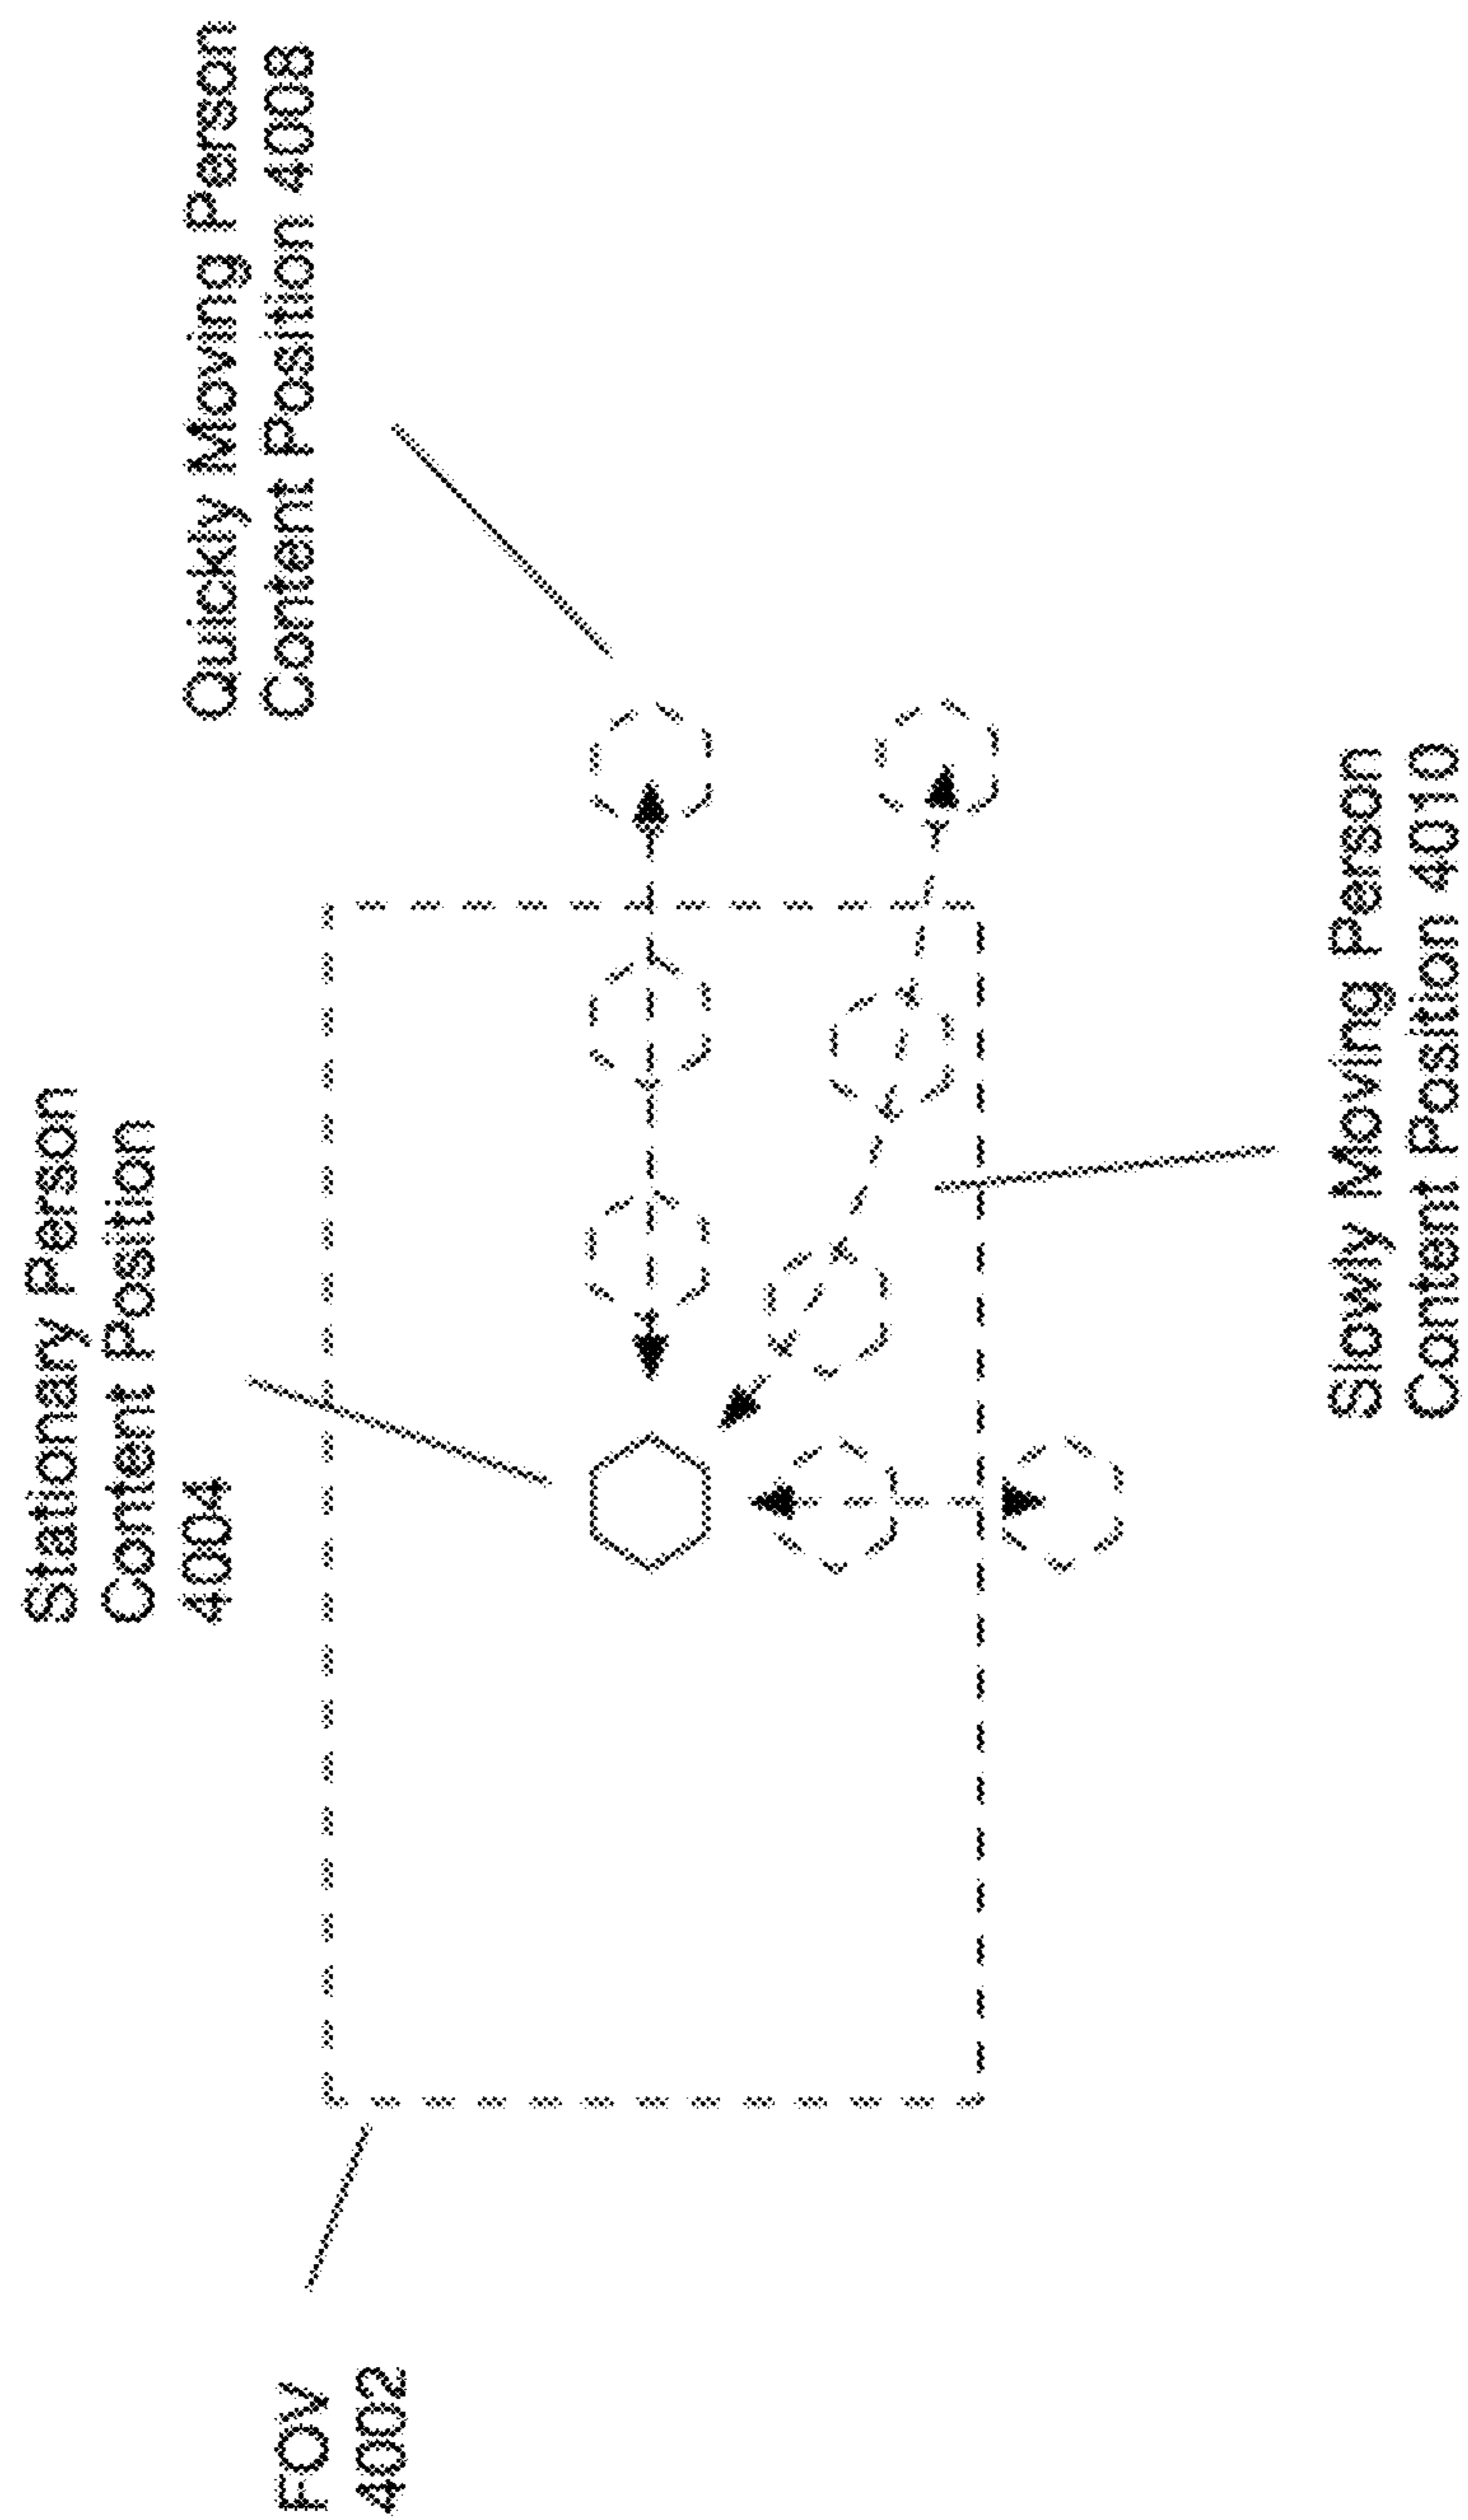 Stationary Person
Content Position
4004
Quickly Moving Person
Content Position 4008
FOV
4002
Slowly Moving Person
Content Position 4010